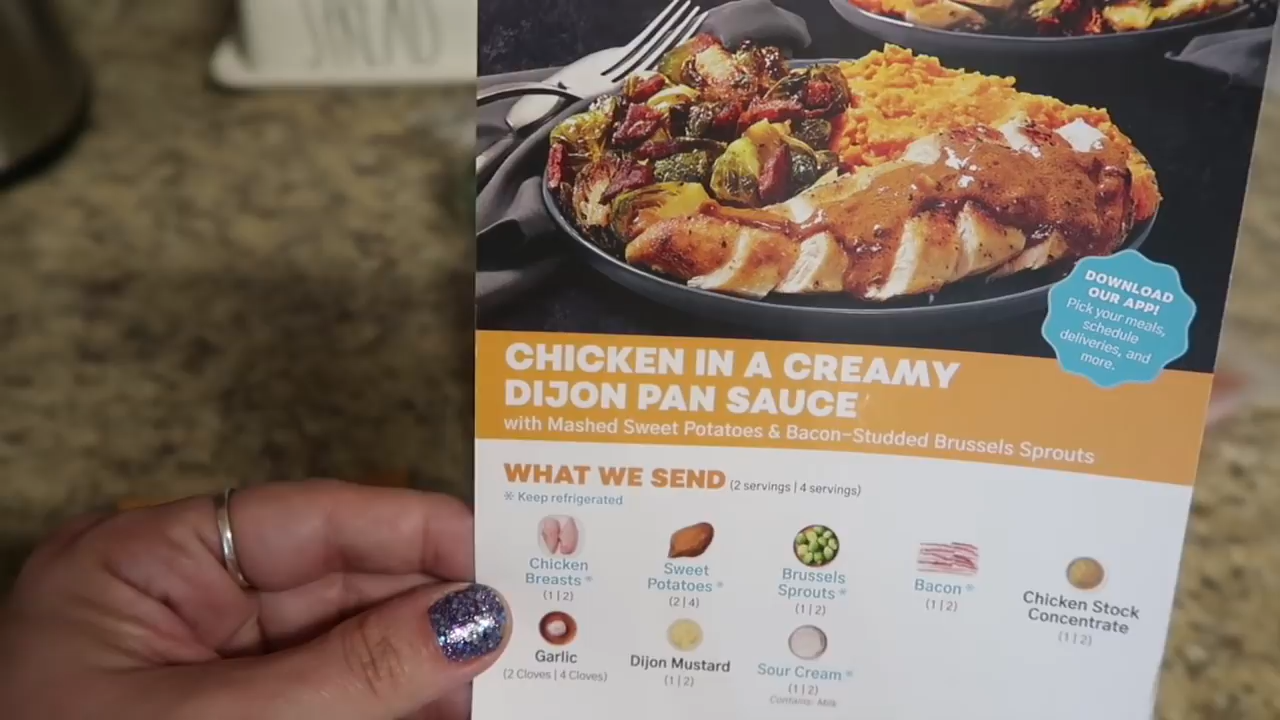 BREAD
DOWNLOAD
OUR APP!
Pick your meals,
schedule
deliveries, and
more.
CHICKEN IN A CREAMY
DIJON PAN SAUCE
with Mashed Sweet Potatoes & Bacon–Studded Brussels Sprouts
WHAT WE SEND (2 servings | 4 servings)
* Keep refrigerated
Chicken
Breasts *
(1 | 2)
Sweet
Potatoes *
(2 | 4)
Brussels
Sprouts *
(1 | 2)
Bacon *
(1 | 2)
Chicken Stock
Concentrate
(1 | 2)
Garlic
(2 Cloves | 4 Cloves)
Dijon Mustard
(1 | 2)
Sour Cream *
(1 | 2)
Contains: Milk